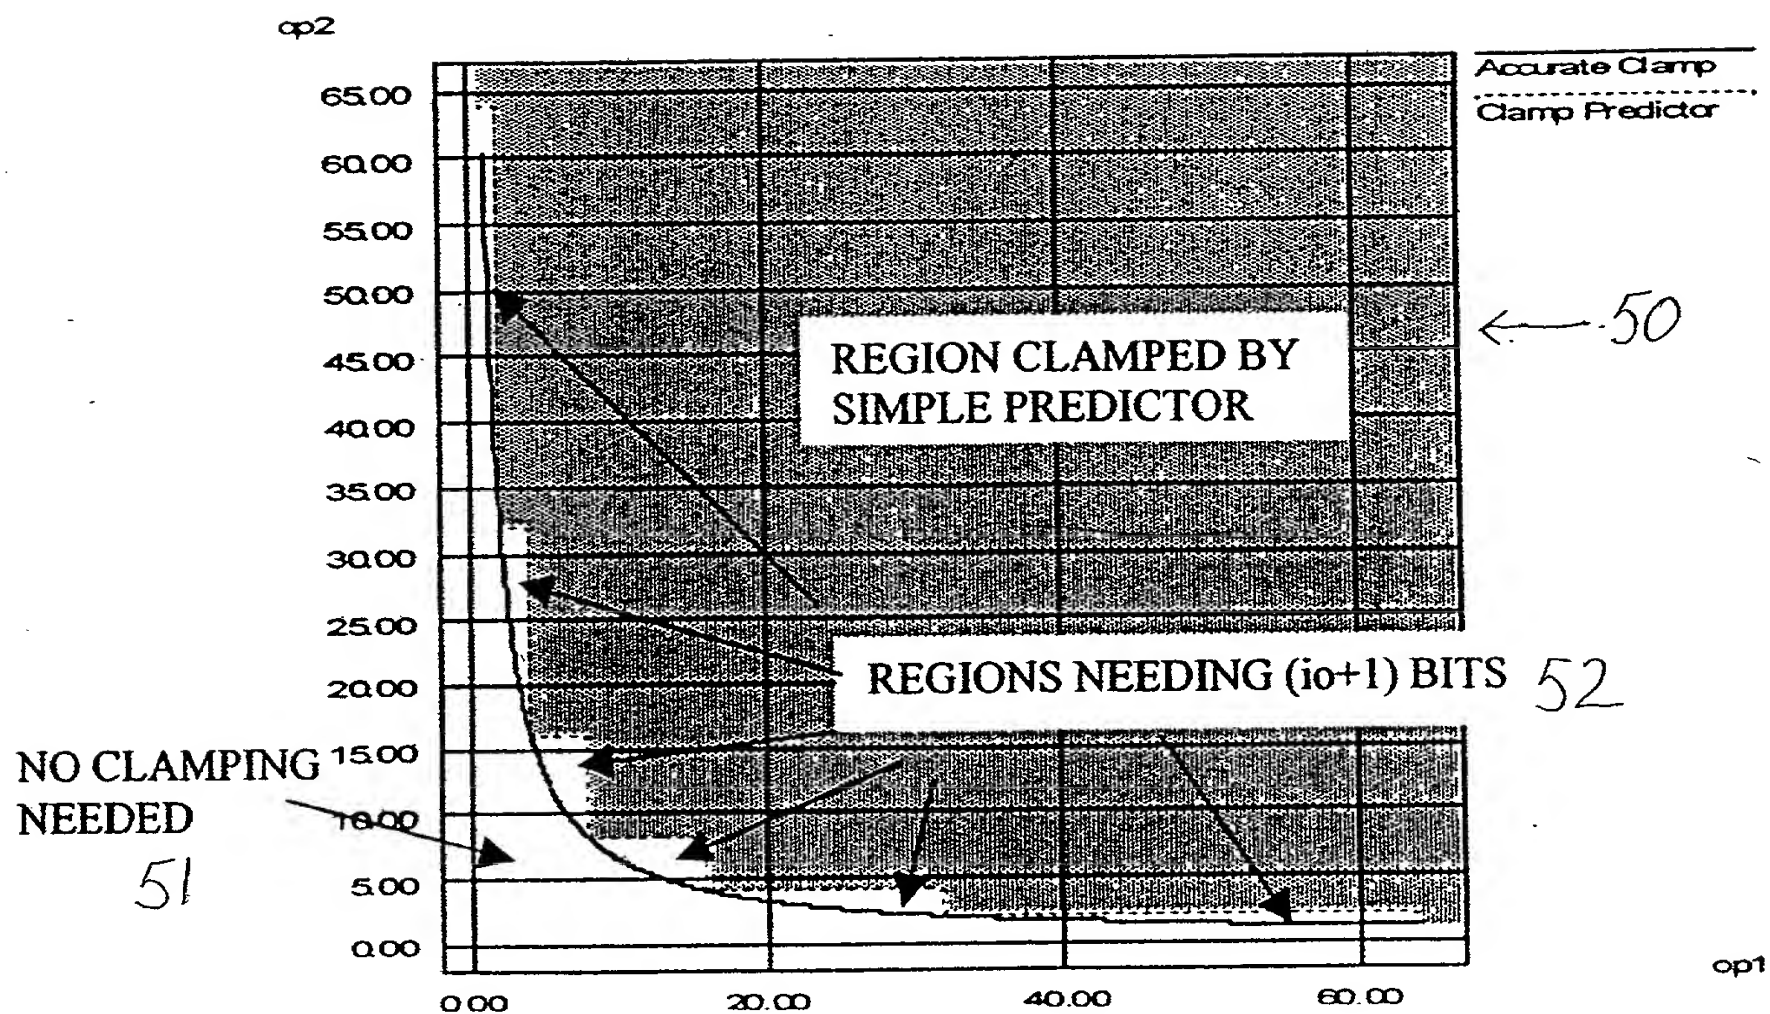 op2
Accurate Clamp
Clamp Predictor
65.00
60.00
55.00
50.00
45.00
40.00
35.00
30.00
25.00
20.00
15.00
10.00
5.00
0.00
REGION CLAMPED BY
SIMPLE PREDICTOR
50
REGIONS NEEDING (io+1) BITS 52
NO CLAMPING
NEEDED
51
op1
0.00 20.00 40.00 60.00